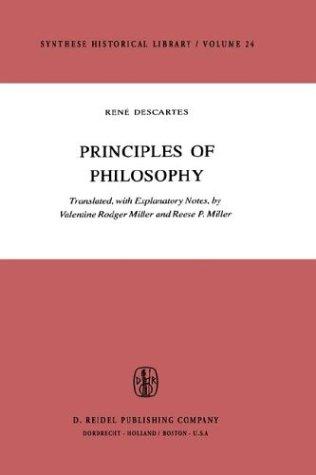 SYNTHESE HISTORICAL LIBRARY / VOLUME 24
RENÉ DESCARTES
PRINCIPLES OF
PHILOSOPHY
Translated, with Explanatory Notes, by
Valentine Rodger Miller and Reese P. Miller
D R
D. REIDEL PUBLISHING COMPANY
DORDRECHT - HOLLAND / BOSTON - U.S.A